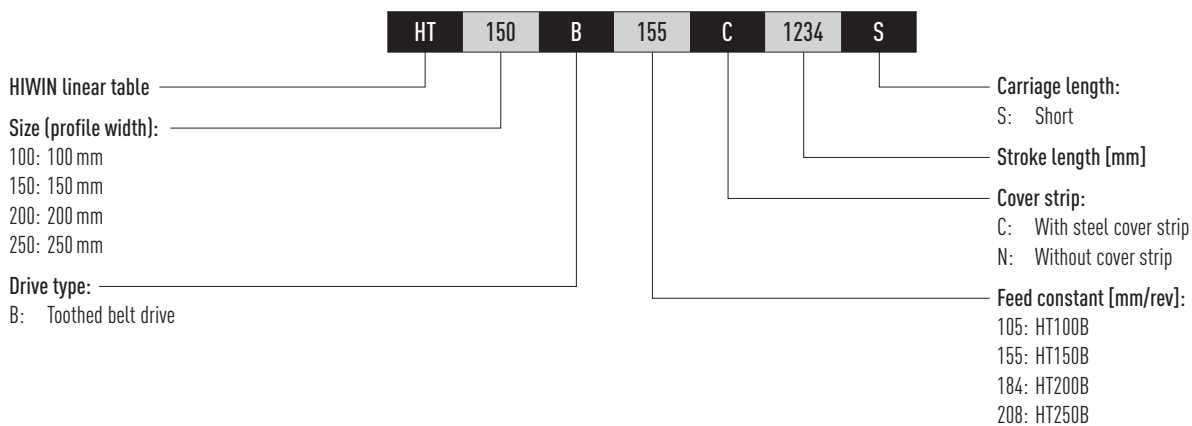 HT 150 B 155 C 1234 S
HIWIN linear table
Size (profile width):
100: 100 mm
150: 150 mm
200: 200 mm
250: 250 mm
Drive type:
B: Toothed belt drive
Carriage length:
S: Short
Stroke length [mm]
Cover strip:
C: With steel cover strip
N: Without cover strip
Feed constant [mm/rev]:
105: HT100B
155: HT150B
184: HT200B
208: HT250B